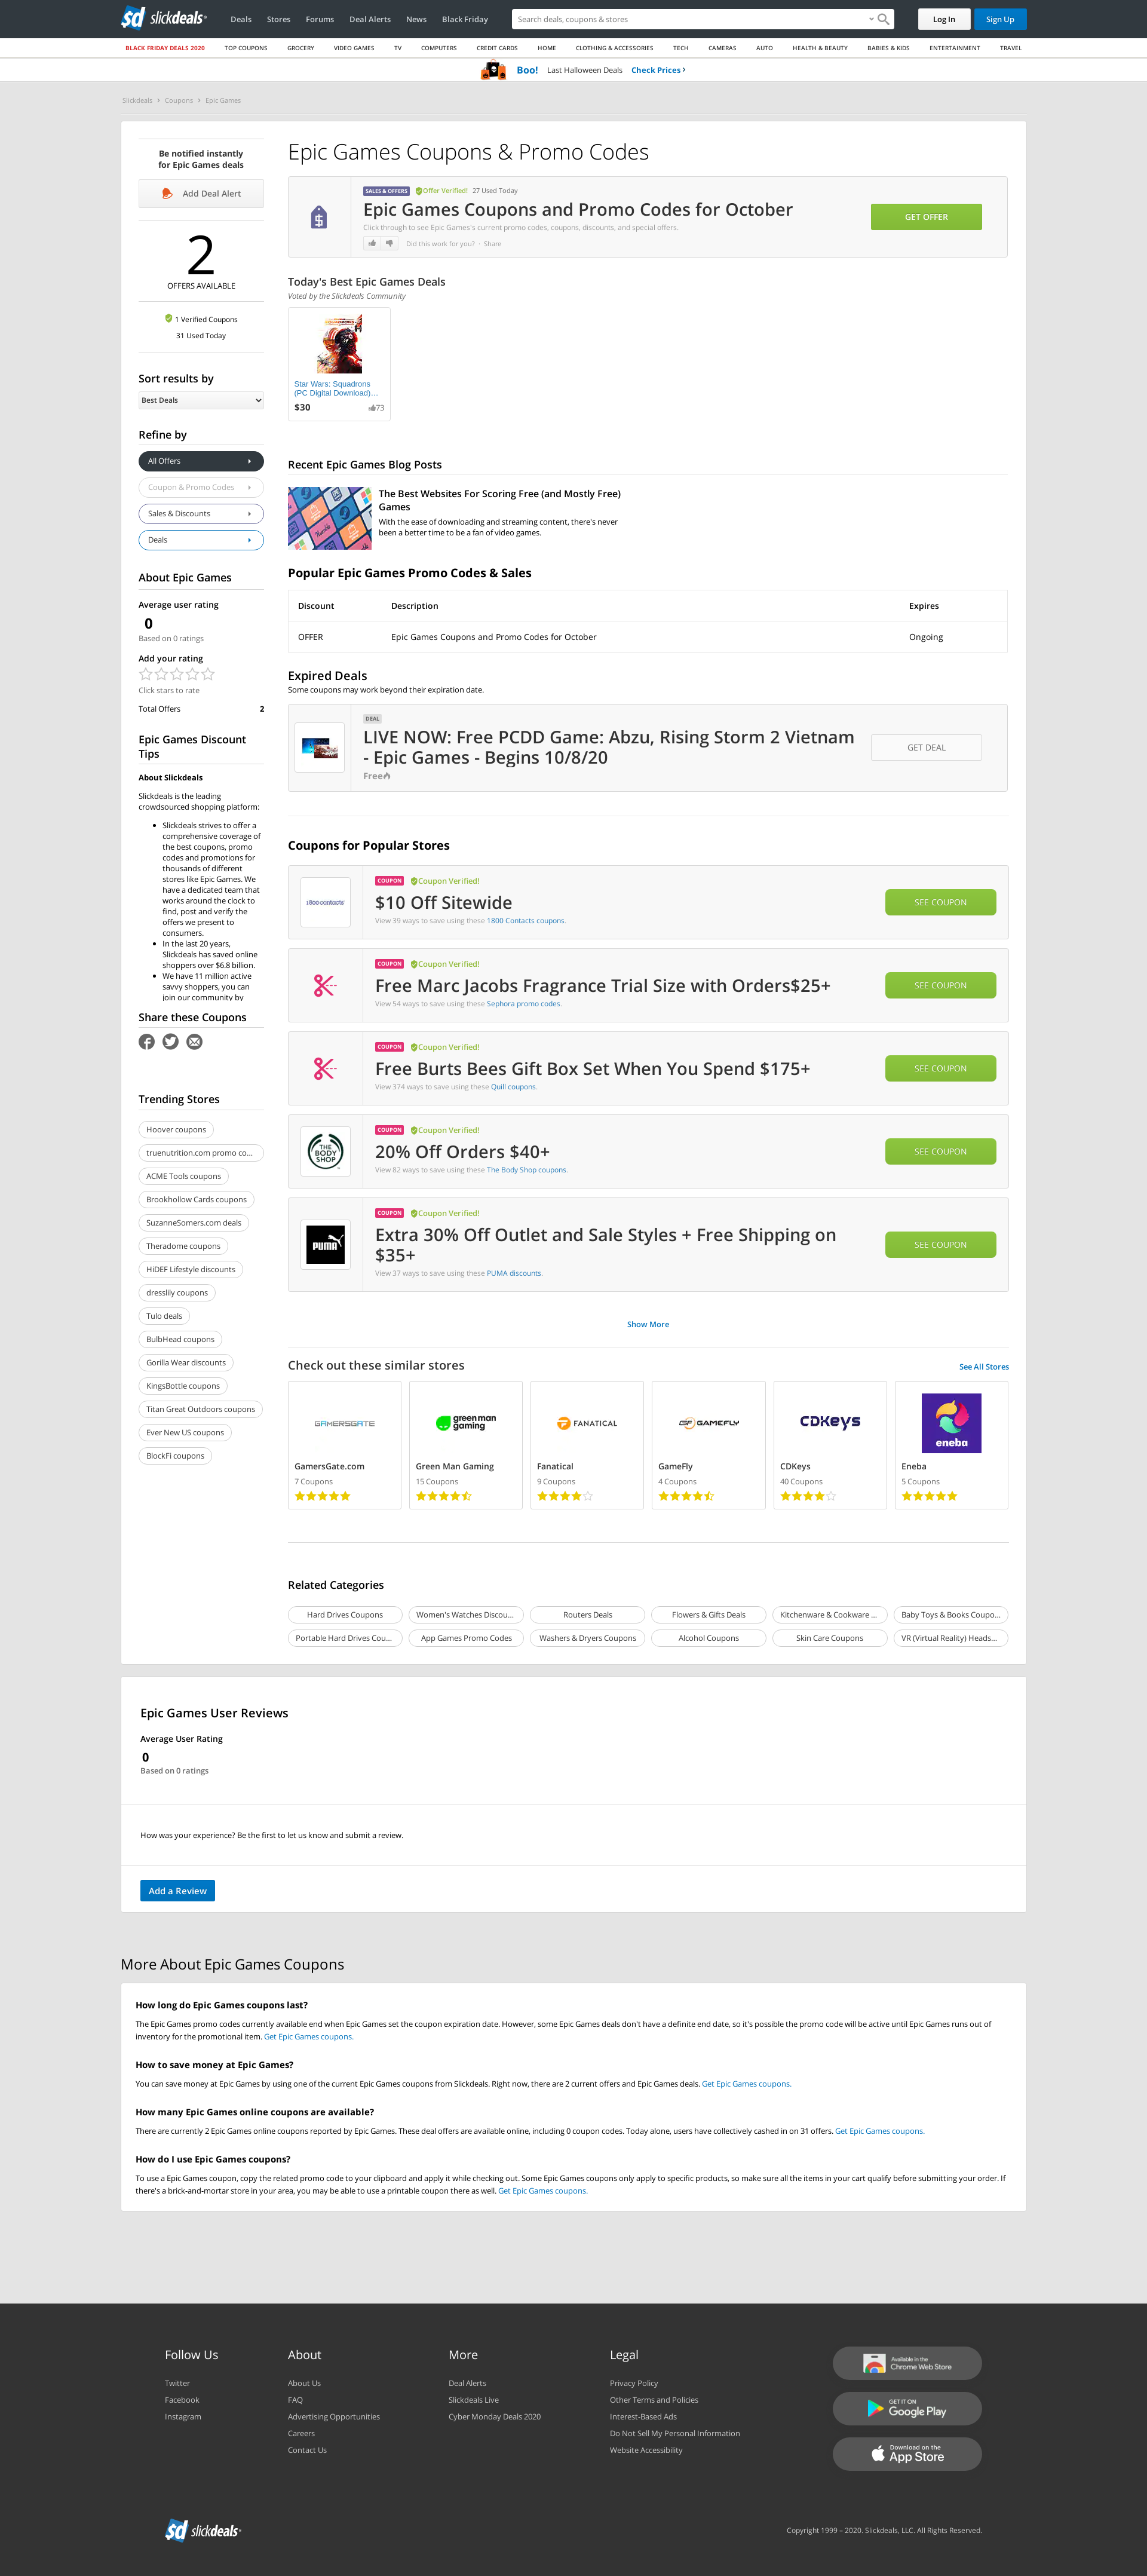 sd slickdeals
Deals
Stores
Forums
Deal Alerts
News
Black Friday
Search deals, coupons & stores
Log In
Sign Up
BLACK FRIDAY DEALS 2020
TOP COUPONS
GROCERY
VIDEO GAMES
TV
COMPUTERS
CREDIT CARDS
HOME
CLOTHING & ACCESSORIES
TECH
CAMERAS
AUTO
HEALTH & BEAUTY
BABIES & KIDS
ENTERTAINMENT
TRAVEL
Boo! Last Halloween Deals Check Prices ›
Slickdeals › Coupons › Epic Games
Be notified instantly
for Epic Games deals
Add Deal Alert
2
OFFERS AVAILABLE
1 Verified Coupons
31 Used Today
Sort results by
Best Deals
Refine by
All Offers
Coupon & Promo Codes
Sales & Discounts
Deals
About Epic Games
Average user rating
0
Based on 0 ratings
Add your rating
Click stars to rate
Total Offers 2
Epic Games Discount
Tips
About Slickdeals
Slickdeals is the leading
crowdsourced shopping platform:
Slickdeals strives to offer a
comprehensive coverage of
the best coupons, promo
codes and promotions for
thousands of different
stores like Epic Games. We
have a dedicated team that
works around the clock to
find, post and verify the
offers we present to
consumers.
In the last 20 years,
Slickdeals has saved online
shoppers over $6.8 billion.
We have 11 million active
savvy shoppers, you can
join our community by
Share these Coupons
Trending Stores
Hoover coupons
truenutrition.com promo co...
ACME Tools coupons
Brookhollow Cards coupons
SuzanneSomers.com deals
Theradome coupons
HiDEF Lifestyle discounts
dresslily coupons
Tulo deals
BulbHead coupons
Gorilla Wear discounts
KingsBottle coupons
Titan Great Outdoors coupons
Ever New US coupons
BlockFi coupons
Epic Games Coupons & Promo Codes
SALES & OFFERS Offer Verified! 27 Used Today
Epic Games Coupons and Promo Codes for October
Click through to see Epic Games's current promo codes, coupons, discounts, and special offers.
Did this work for you? · Share
GET OFFER
Today's Best Epic Games Deals
Voted by the Slickdeals Community
Star Wars: Squadrons
(PC Digital Download)...
$30 73
Recent Epic Games Blog Posts
The Best Websites For Scoring Free (and Mostly Free)
Games
With the ease of downloading and streaming content, there's never
been a better time to be a fan of video games.
Popular Epic Games Promo Codes & Sales
Discount Description Expires
OFFER Epic Games Coupons and Promo Codes for October Ongoing
Expired Deals
Some coupons may work beyond their expiration date.
DEAL
LIVE NOW: Free PCDD Game: Abzu, Rising Storm 2 Vietnam
- Epic Games - Begins 10/8/20
Free
GET DEAL
Coupons for Popular Stores
1800 contacts
COUPON Coupon Verified!
$10 Off Sitewide
View 39 ways to save using these 1800 Contacts coupons.
SEE COUPON
COUPON Coupon Verified!
Free Marc Jacobs Fragrance Trial Size with Orders$25+
View 54 ways to save using these Sephora promo codes.
SEE COUPON
COUPON Coupon Verified!
Free Burts Bees Gift Box Set When You Spend $175+
View 374 ways to save using these Quill coupons.
SEE COUPON
THE BODY SHOP
COUPON Coupon Verified!
20% Off Orders $40+
View 82 ways to save using these The Body Shop coupons.
SEE COUPON
PUMA
COUPON Coupon Verified!
Extra 30% Off Outlet and Sale Styles + Free Shipping on
$35+
View 37 ways to save using these PUMA discounts.
SEE COUPON
Show More
Check out these similar stores
See All Stores
GAMERSGATE
GamersGate.com
7 Coupons
green man gaming
Green Man Gaming
15 Coupons
FANATICAL
Fanatical
9 Coupons
GAMEFLY
GameFly
4 Coupons
CDKeys
CDKeys
40 Coupons
eneba
Eneba
5 Coupons
Related Categories
Hard Drives Coupons
Women's Watches Discou...
Routers Deals
Flowers & Gifts Deals
Kitchenware & Cookware ...
Baby Toys & Books Coupo...
Portable Hard Drives Cou...
App Games Promo Codes
Washers & Dryers Coupons
Alcohol Coupons
Skin Care Coupons
VR (Virtual Reality) Heads...
Epic Games User Reviews
Average User Rating
0
Based on 0 ratings
How was your experience? Be the first to let us know and submit a review.
Add a Review
More About Epic Games Coupons
How long do Epic Games coupons last?
The Epic Games promo codes currently available end when Epic Games set the coupon expiration date. However, some Epic Games deals don't have a definite end date, so it's possible the promo code will be active until Epic Games runs out of
inventory for the promotional item. Get Epic Games coupons.
How to save money at Epic Games?
You can save money at Epic Games by using one of the current Epic Games coupons from Slickdeals. Right now, there are 2 current offers and Epic Games deals. Get Epic Games coupons.
How many Epic Games online coupons are available?
There are currently 2 Epic Games online coupons reported by Epic Games. These deal offers are available online, including 0 coupon codes. Today alone, users have collectively cashed in on 31 offers. Get Epic Games coupons.
How do I use Epic Games coupons?
To use a Epic Games coupon, copy the related promo code to your clipboard and apply it while checking out. Some Epic Games coupons only apply to specific products, so make sure all the items in your cart qualify before submitting your order. If
there's a brick-and-mortar store in your area, you may be able to use a printable coupon there as well. Get Epic Games coupons.
Follow Us
Twitter
Facebook
Instagram
About
About Us
FAQ
Advertising Opportunities
Careers
Contact Us
More
Deal Alerts
Slickdeals Live
Cyber Monday Deals 2020
Legal
Privacy Policy
Other Terms and Policies
Interest-Based Ads
Do Not Sell My Personal Information
Website Accessibility
Available in the
Chrome Web Store
GET IT ON
Google Play
Download on the
App Store
sd slickdeals
Copyright 1999 – 2020. Slickdeals, LLC. All Rights Reserved.